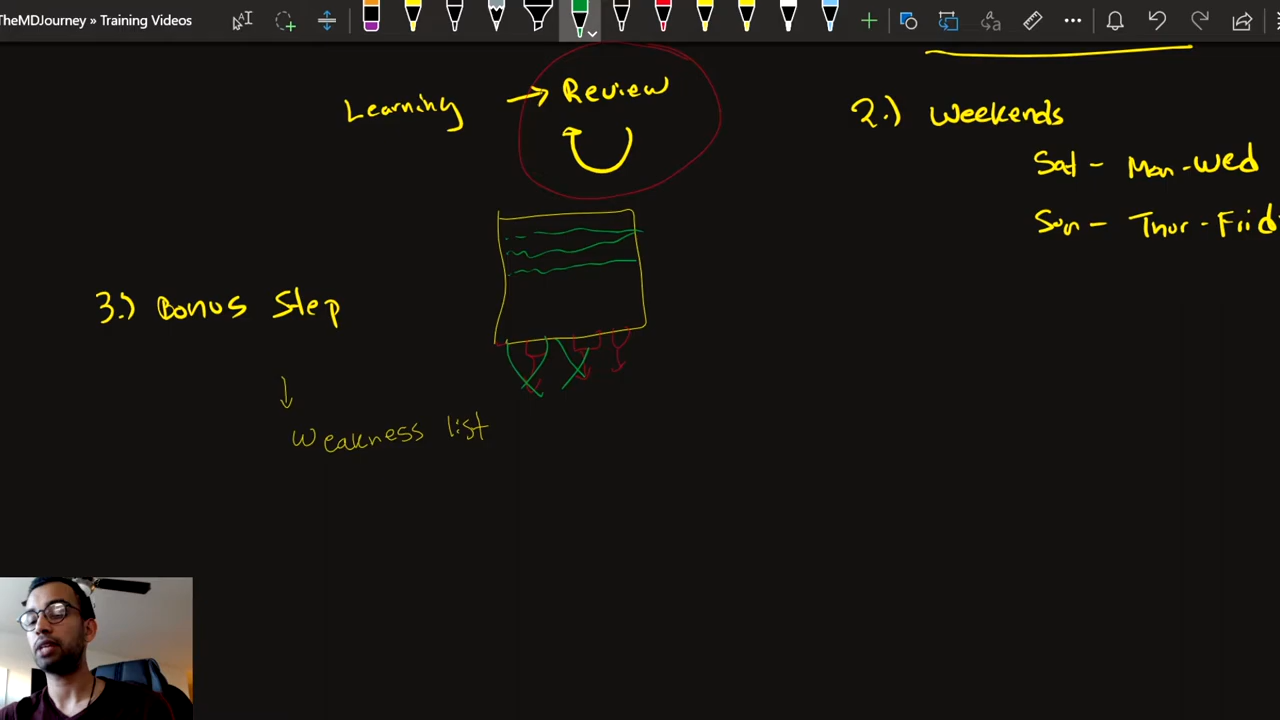 TheMDJourney » Training Videos
Learning → Review
2.) Weekends
Sat - Mon-Wed
Sun - Thur-Frid
3.) Bonus Step
Weakness list